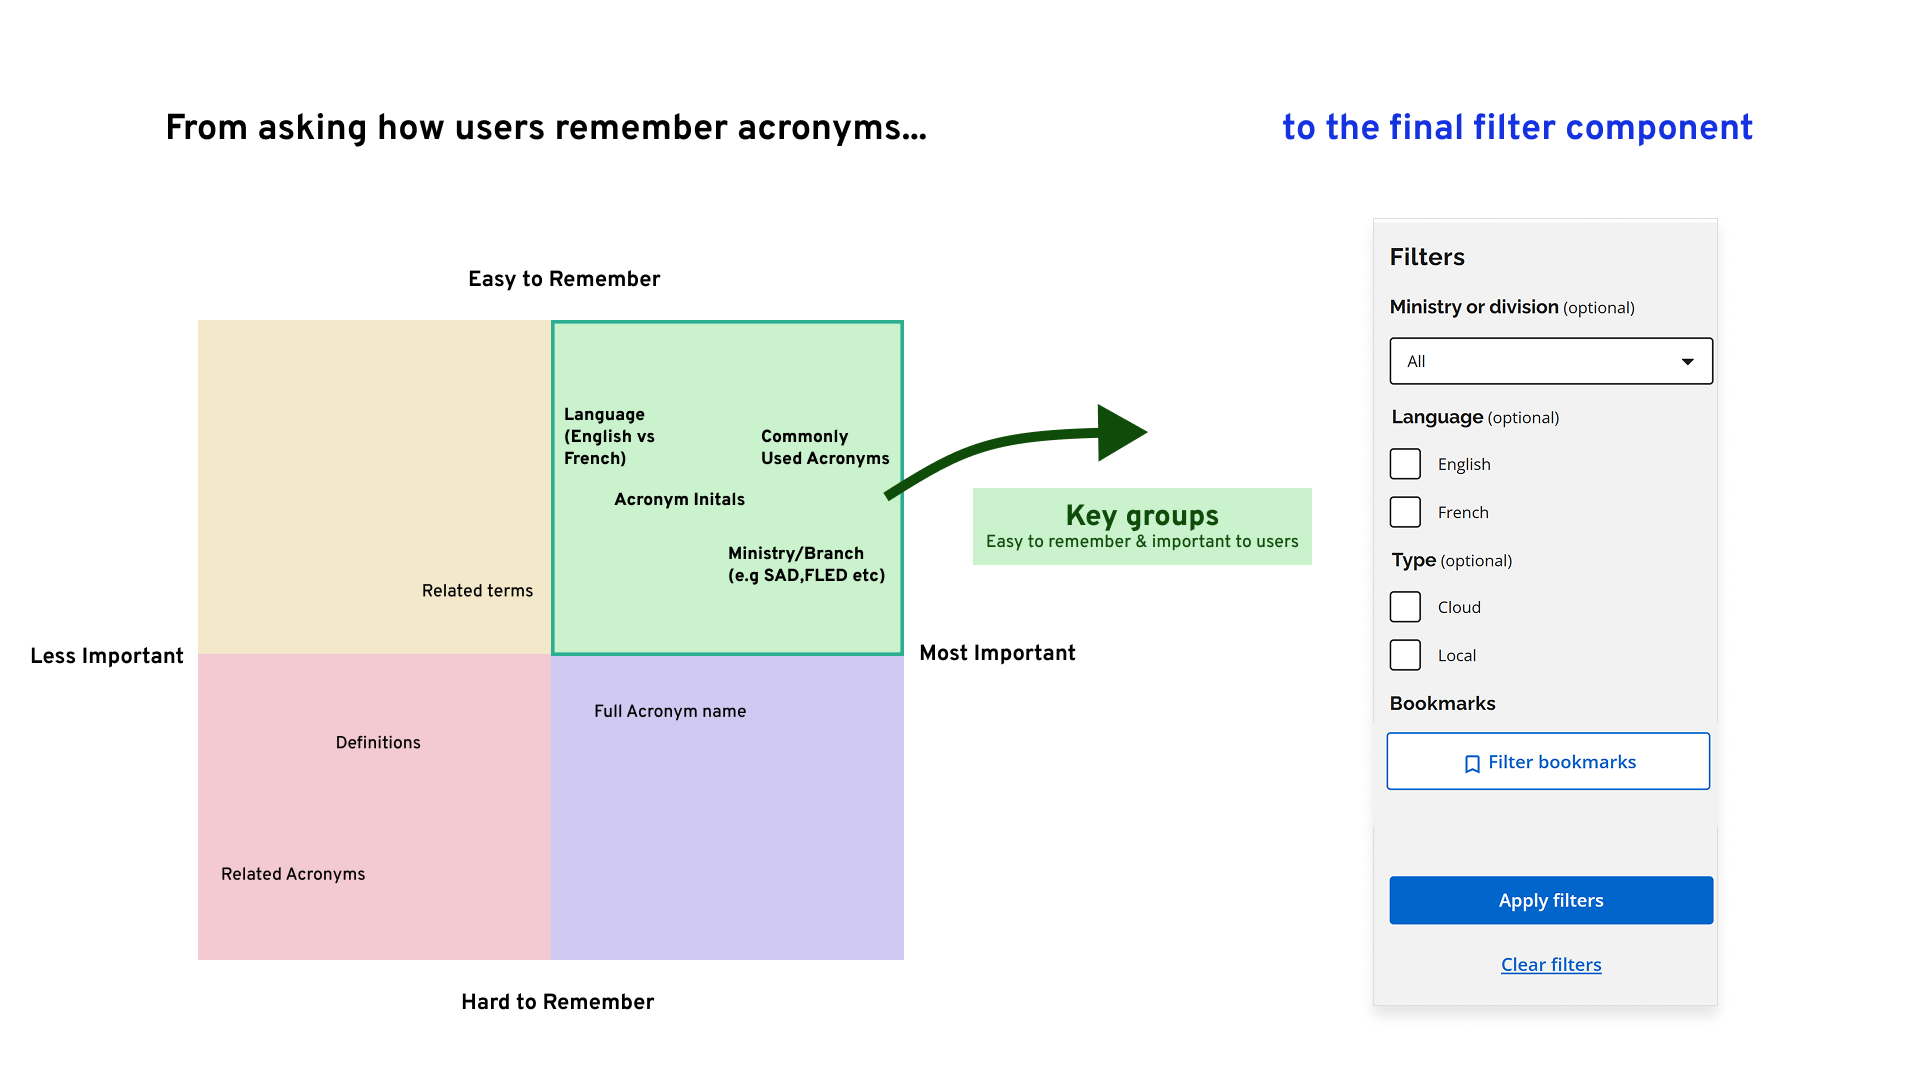 From asking how users remember acronyms...
to the final filter component
Easy to Remember
Language
(English vs
French)
Commonly
Used Acronyms
Acronym Initals
Ministry/Branch
(e.g SAD,FLED etc)
Related terms
Less Important
Most Important
Full Acronym name
Definitions
Related Acronyms
Hard to Remember
Key groups
Easy to remember & important to users
Filters
Ministry or division (optional)
All
Language (optional)
English
French
Type (optional)
Cloud
Local
Bookmarks
Filter bookmarks
Apply filters
Clear filters